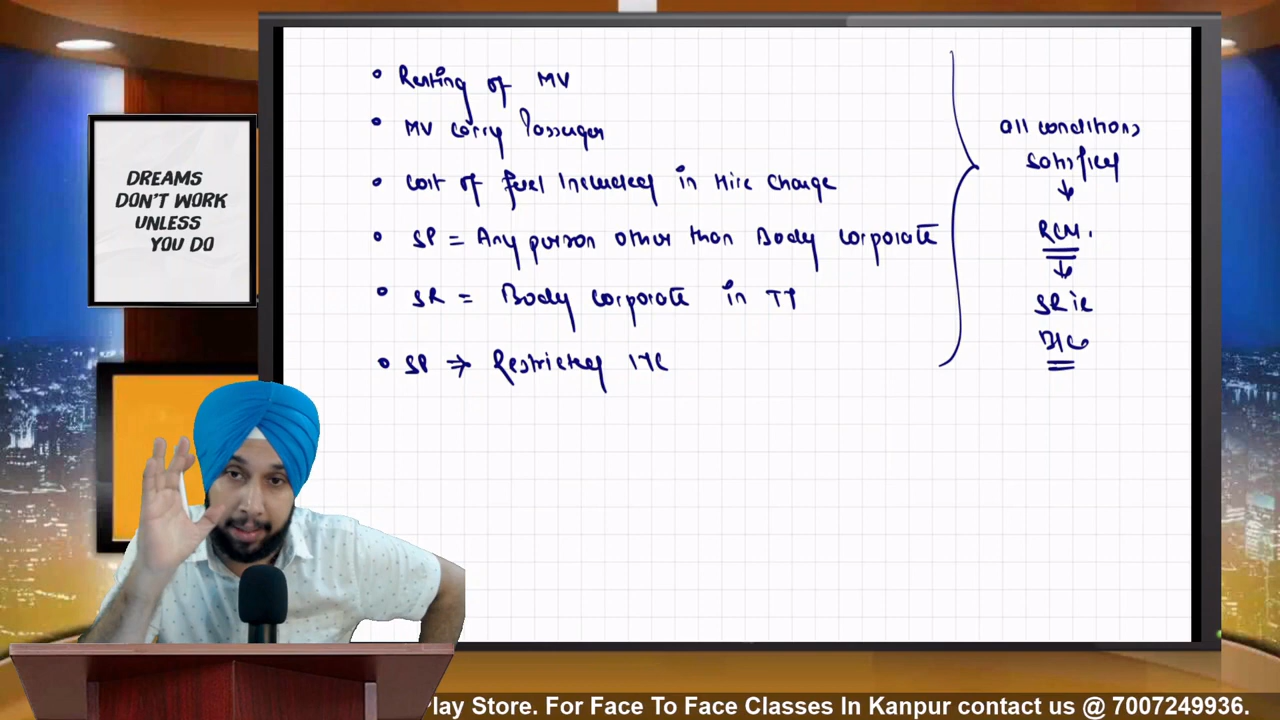 DREAMS
DON'T WORK
UNLESS
YOU DO
• Renting of MV
• MV carry Passenger
• Cost of fuel Included in Hire Charge
• SP = Any person other than Body Corporate
• SR = Body Corporate in TT
• SP ⇒ Restricted ITC
all conditions
satisfied
↓
RCM.
↓
SR is
lay Store. For Face To Face Classes In Kanpur contact us @ 7007249936.